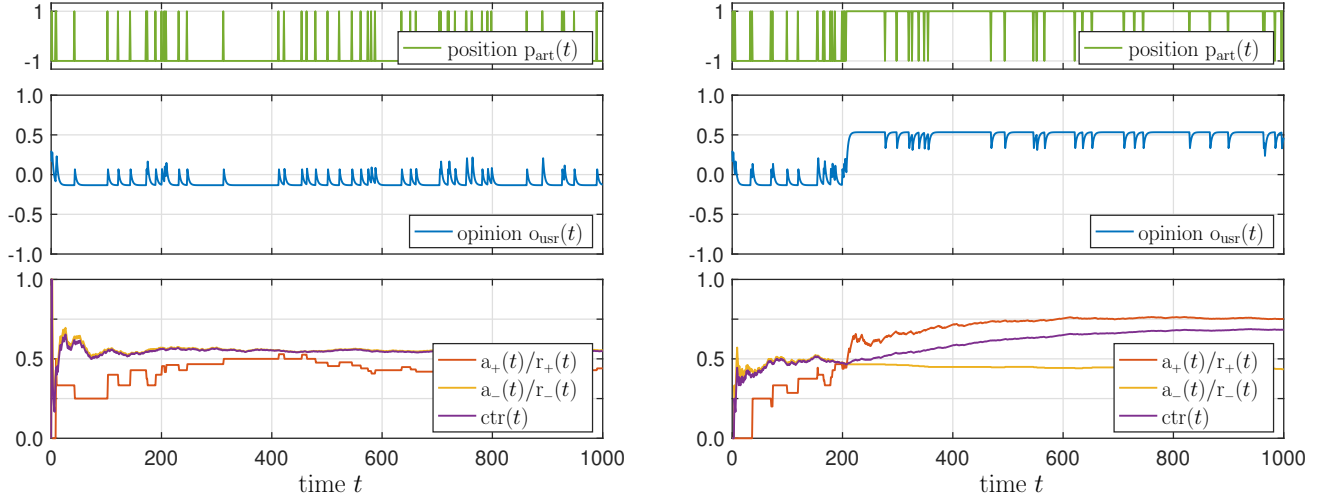 1
-1
position p_art(t)
1.0
0.5
0.0
-0.5
-1.0
opinion o_usr(t)
1.0
0.5
0.0
a_+(t)/r_+(t)
a_−(t)/r_−(t)
ctr(t)
0 200 400 600 800 1000
time t
1
-1
position p_art(t)
1.0
0.5
0.0
-0.5
-1.0
opinion o_usr(t)
1.0
0.5
0.0
a_+(t)/r_+(t)
a_−(t)/r_−(t)
ctr(t)
0 200 400 600 800 1000
time t